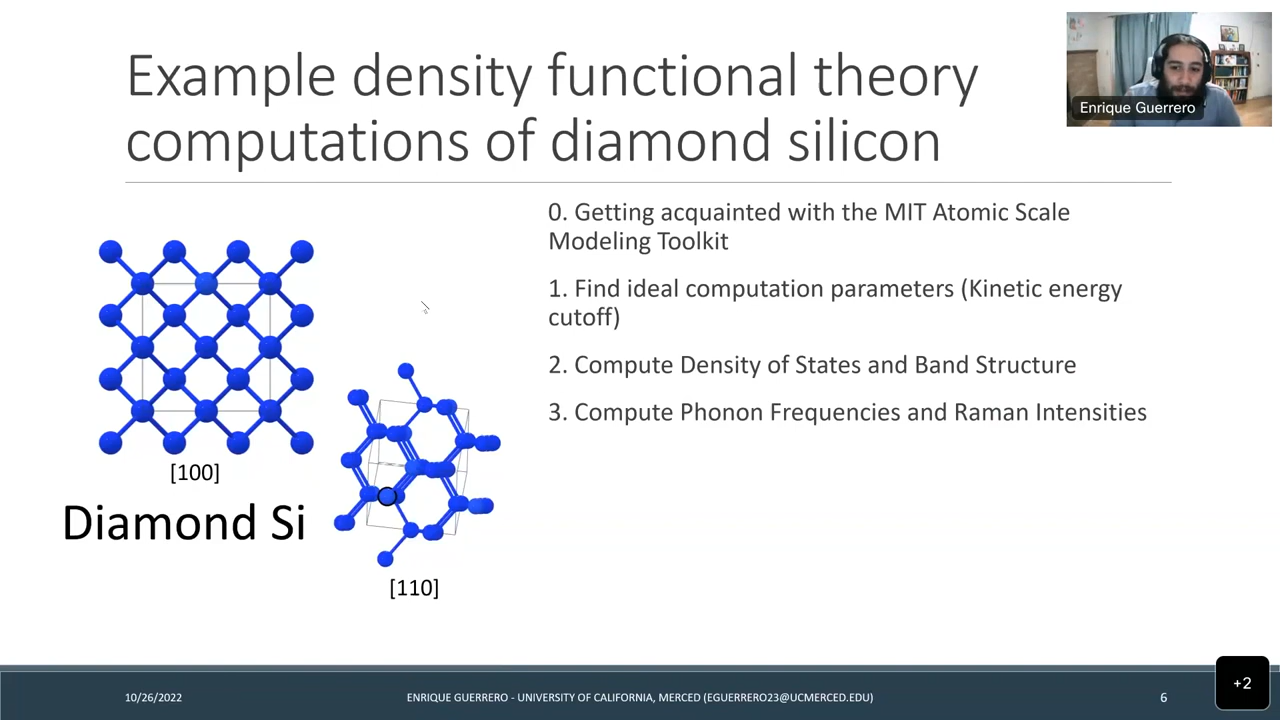 Example density functional theory
computations of diamond silicon
Enrique Guerrero
0. Getting acquainted with the MIT Atomic Scale
Modeling Toolkit
1. Find ideal computation parameters (Kinetic energy
cutoff)
2. Compute Density of States and Band Structure
3. Compute Phonon Frequencies and Raman Intensities
[100]
Diamond Si
[110]
10/26/2022
ENRIQUE GUERRERO - UNIVERSITY OF CALIFORNIA, MERCED (EGUERRERO23@UCMERCED.EDU)
6
+2